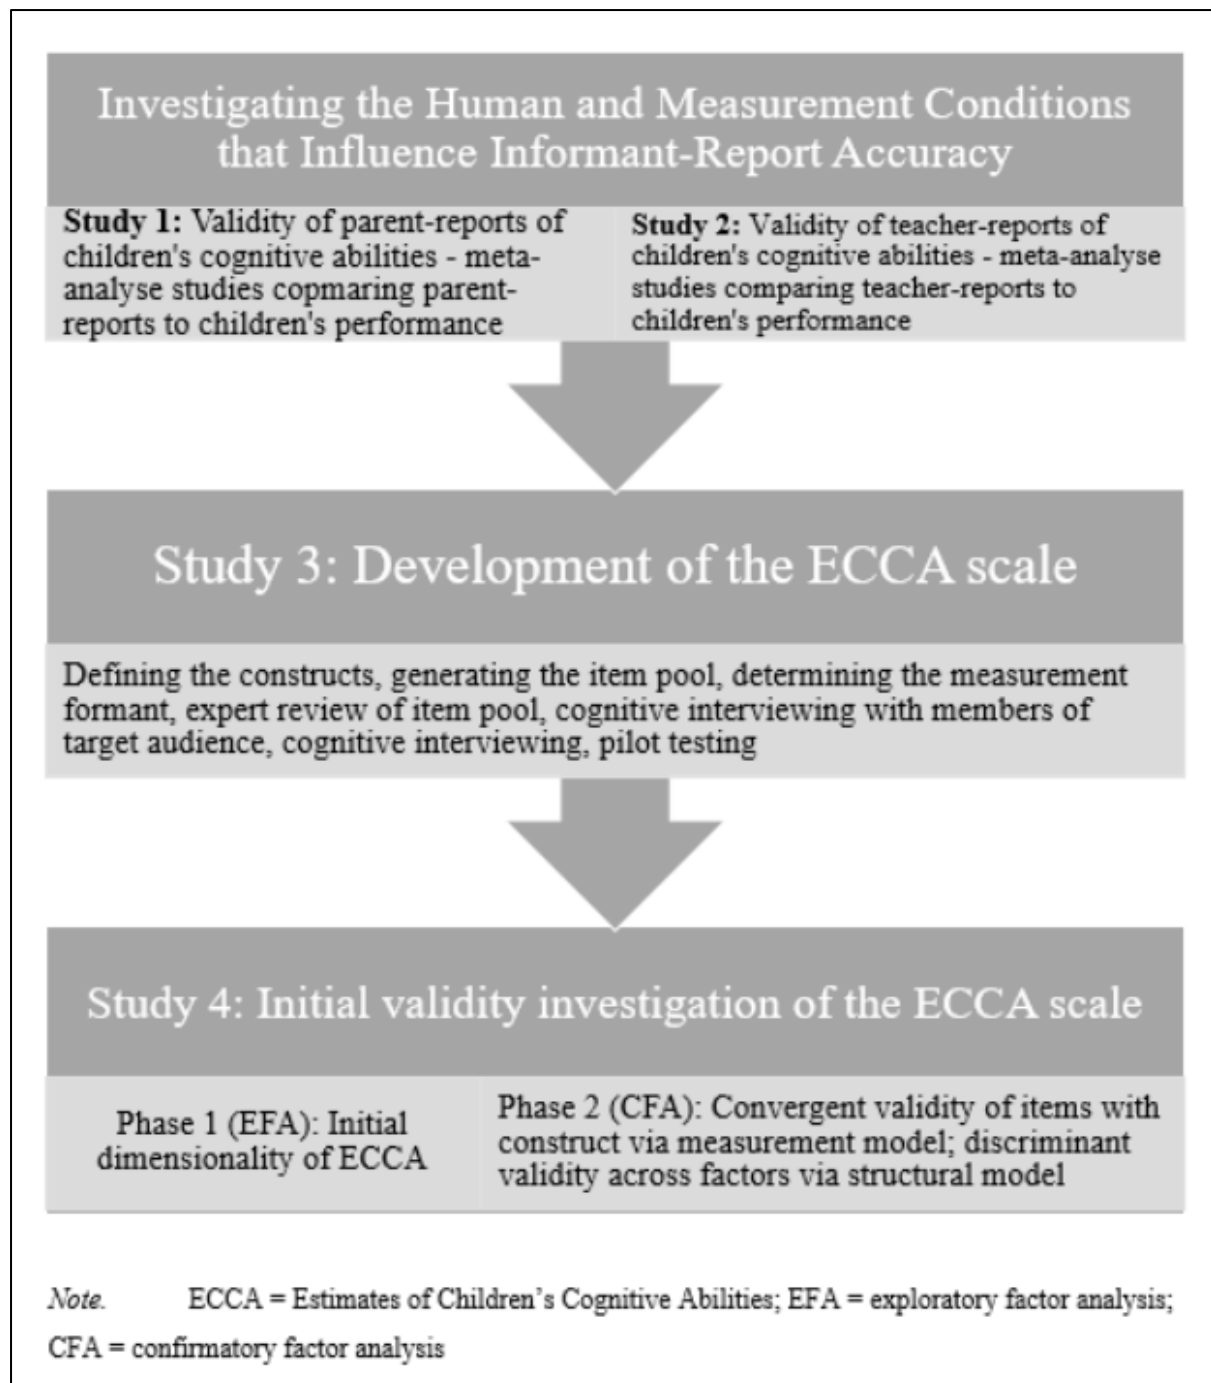 Investigating the Human and Measurement Conditions
that Influence Informant-Report Accuracy
Study 1: Validity of parent-reports of
children's cognitive abilities - meta-
analyse studies copmaring parent-
reports to children's performance
Study 2: Validity of teacher-reports of
children's cognitive abilities - meta-analyse
studies comparing teacher-reports to
children's performance
Study 3: Development of the ECCA scale
Defining the constructs, generating the item pool, determining the measurement
formant, expert review of item pool, cognitive interviewing with members of
target audience, cognitive interviewing, pilot testing
Study 4: Initial validity investigation of the ECCA scale
Phase 1 (EFA): Initial
dimensionality of ECCA
Phase 2 (CFA): Convergent validity of items with
construct via measurement model; discriminant
validity across factors via structural model
Note. ECCA = Estimates of Children’s Cognitive Abilities; EFA = exploratory factor analysis;
CFA = confirmatory factor analysis